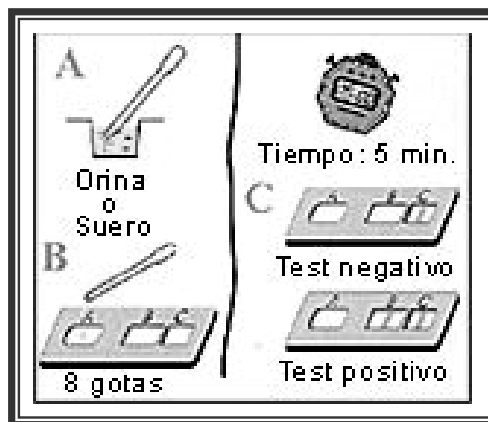 A
Orina
o
Suero
B
A B C
8 gotas
Tiempo: 5 min.
C
A B C
Test negativo
A B C
Test positivo